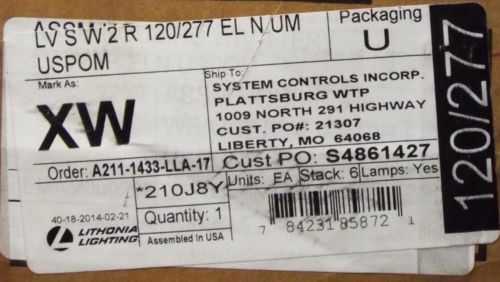 LV S W 2 R 120/277 EL N UM
USPOM
Packaging
U
Mark As:
XW
Ship To:
SYSTEM CONTROLS INCORP.
PLATTSBURG WTP
1009 NORTH 291 HIGHWAY
CUST. PO#: 21307
LIBERTY, MO 64068
120/277
Order: A211-1433-LLA-17
Cust PO: S4861427
*210J8Y
Units: EA Stack: 6 Lamps: Yes
40-18-2014-02-21
Quantity: 1
LITHONIA
LIGHTING
Assembled In USA
7 84231 85872 1